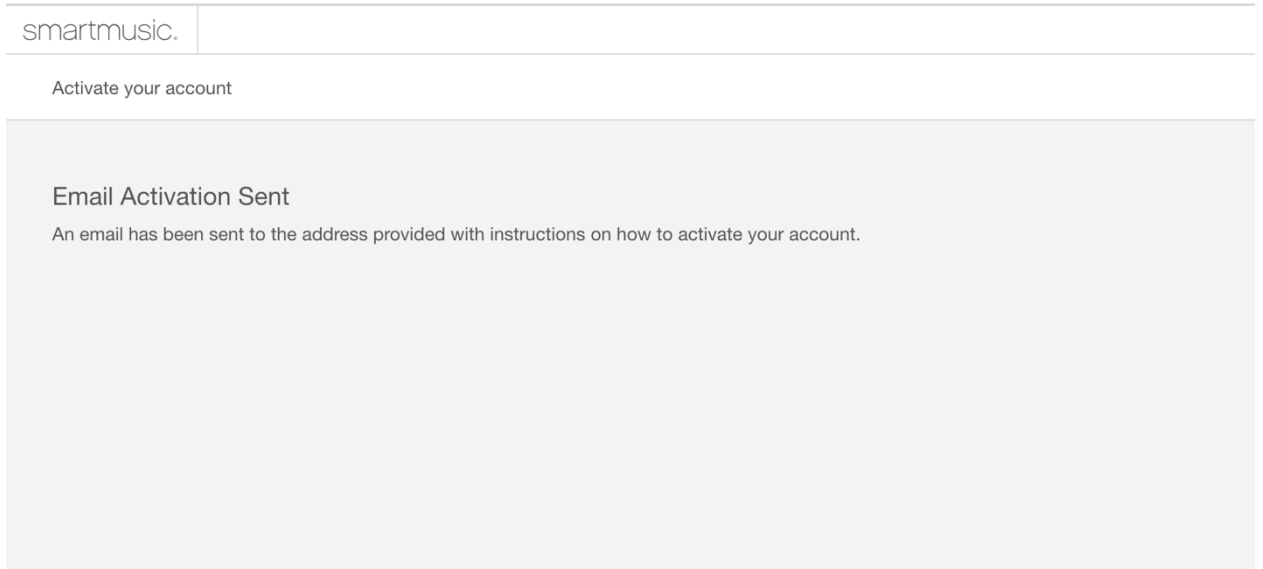 smartmusic.
Activate your account
Email Activation Sent
An email has been sent to the address provided with instructions on how to activate your account.